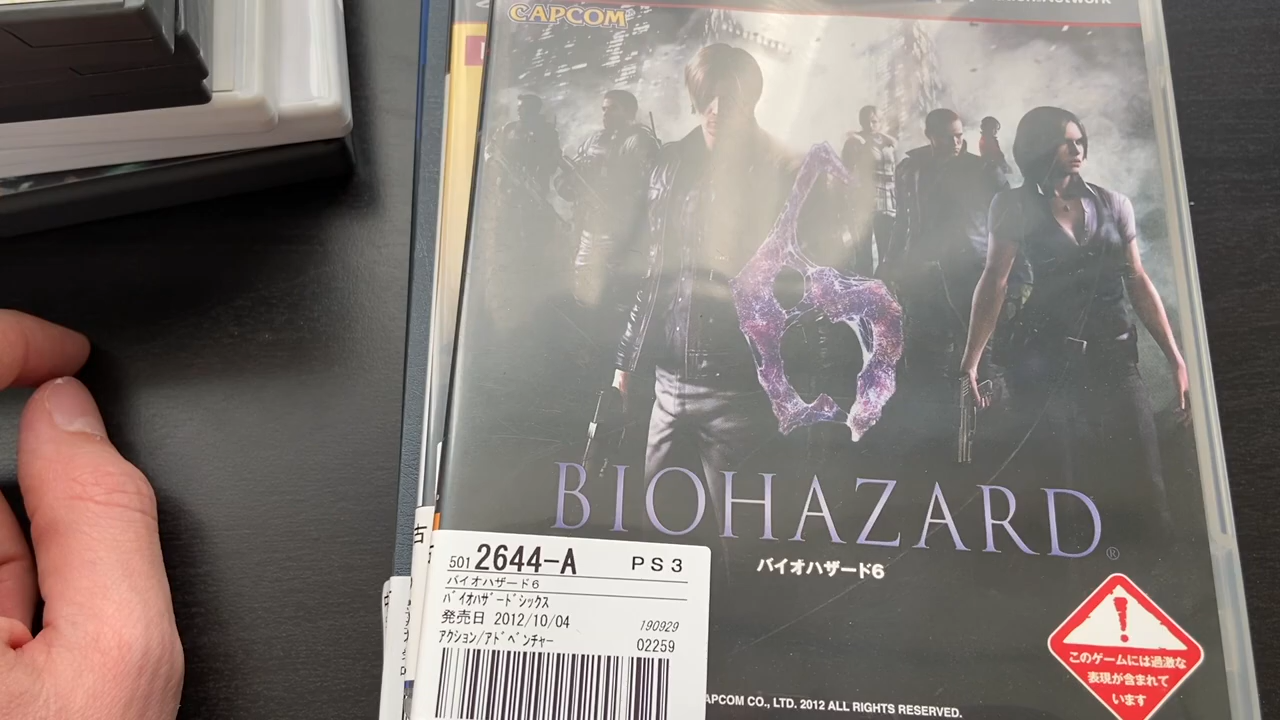 CAPCOM
BIOHAZARD®
バイオハザード6
501 2644-A PS3
バイオハザード6
バイオハザードシックス
発売日 2012/10/04
190929
アクション/アドベンチャー
02259
このゲームには過激な
表現が含まれて
います
CAPCOM CO., LTD. 2012 ALL RIGHTS RESERVED.